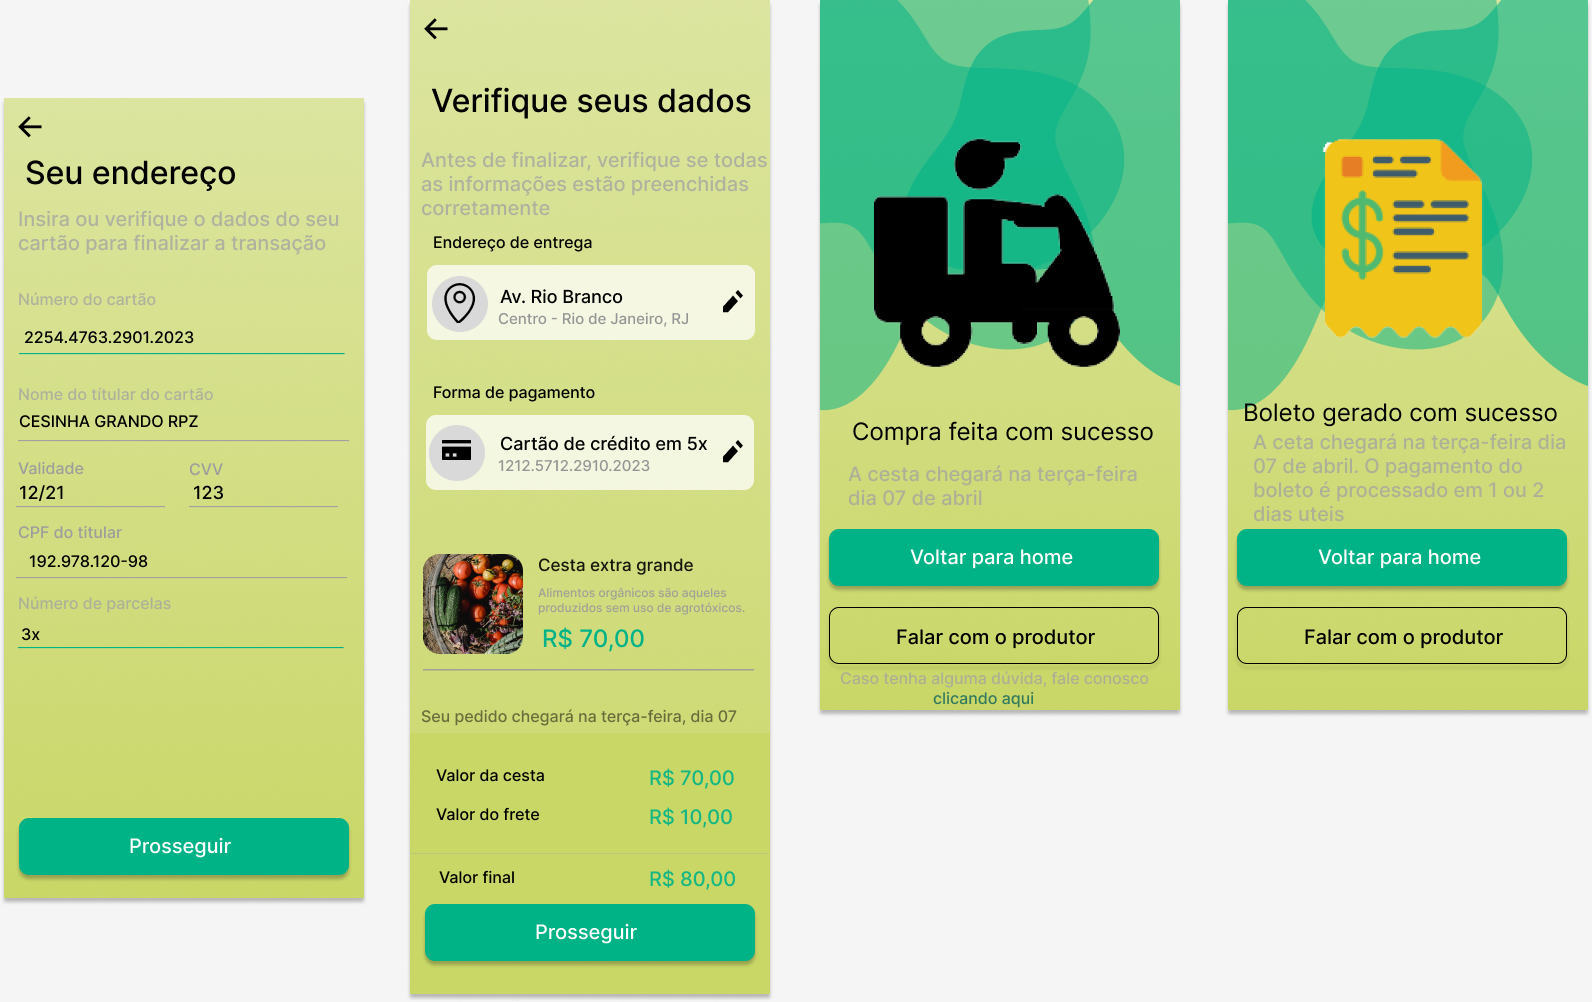 Seu endereço
Insira ou verifique o dados do seu
cartão para finalizar a transação
Número do cartão
2254.4763.2901.2023
Nome do títular do cartão
CESINHA GRANDO RPZ
Validade
CVV
12/21
123
CPF do titular
192.978.120-98
Número de parcelas
3x
Prosseguir
Verifique seus dados
Antes de finalizar, verifique se todas
as informações estão preenchidas
corretamente
Endereço de entrega
Av. Rio Branco
Centro - Rio de Janeiro, RJ
Forma de pagamento
Cartão de crédito em 5x
1212.5712.2910.2023
Cesta extra grande
Alimentos orgânicos são aqueles
produzidos sem uso de agrotóxicos.
R$ 70,00
Seu pedido chegará na terça-feira, dia 07
Valor da cesta
R$ 70,00
Valor do frete
R$ 10,00
Valor final
R$ 80,00
Prosseguir
Compra feita com sucesso
A cesta chegará na terça-feira
dia 07 de abril
Voltar para home
Falar com o produtor
Caso tenha alguma dúvida, fale conosco
clicando aqui
Boleto gerado com sucesso
A ceta chegará na terça-feira dia
07 de abril. O pagamento do
boleto é processado em 1 ou 2
dias uteis
Voltar para home
Falar com o produtor